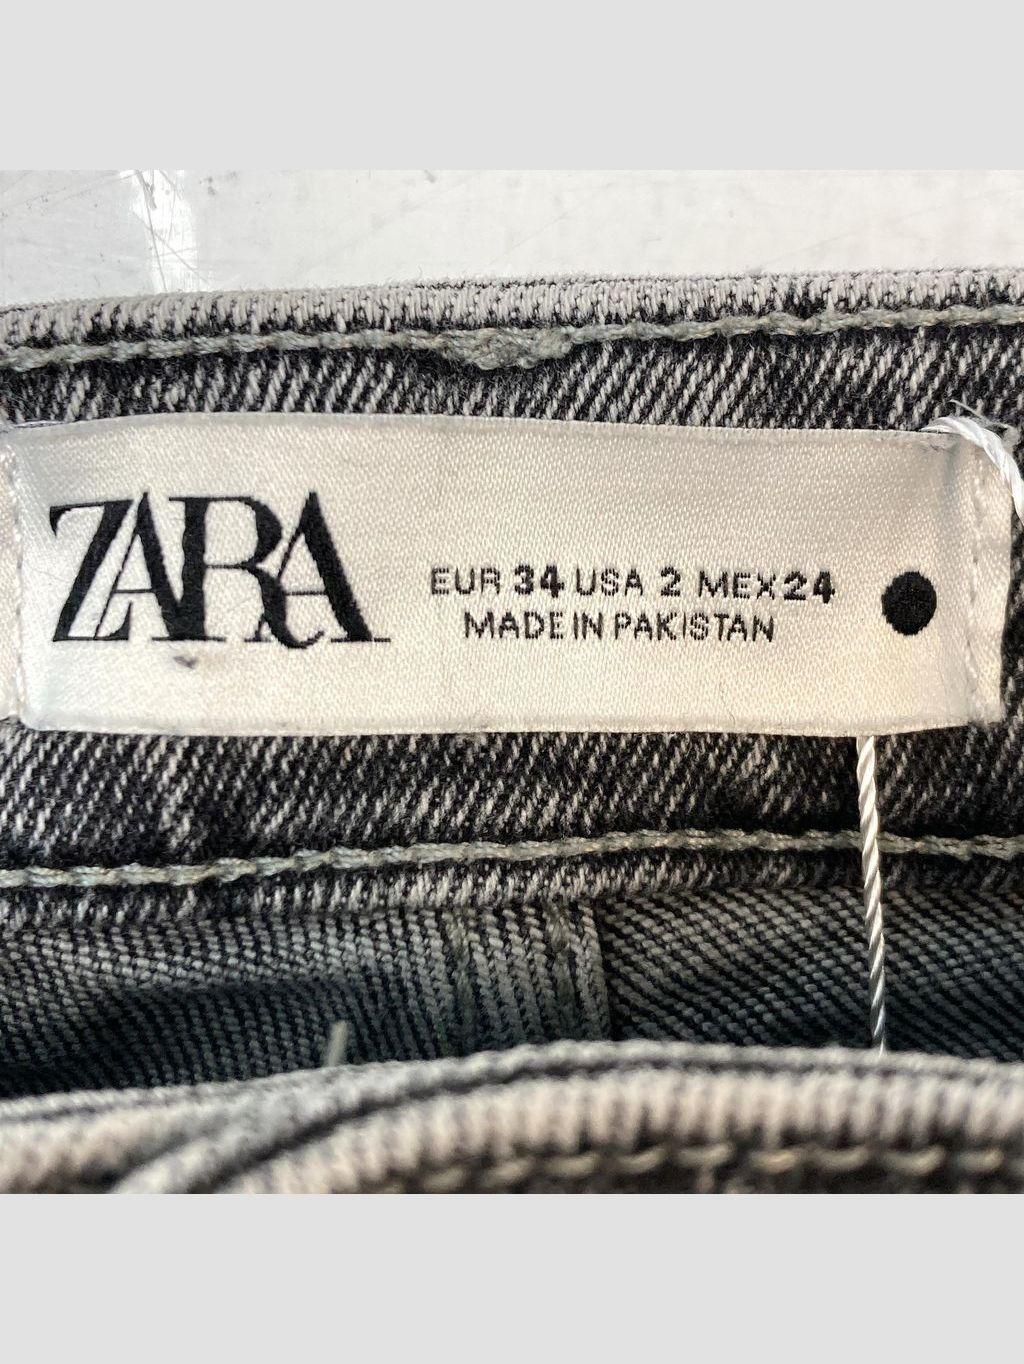 ZARA
EUR 34 USA 2 MEX 24
MADE IN PAKISTAN